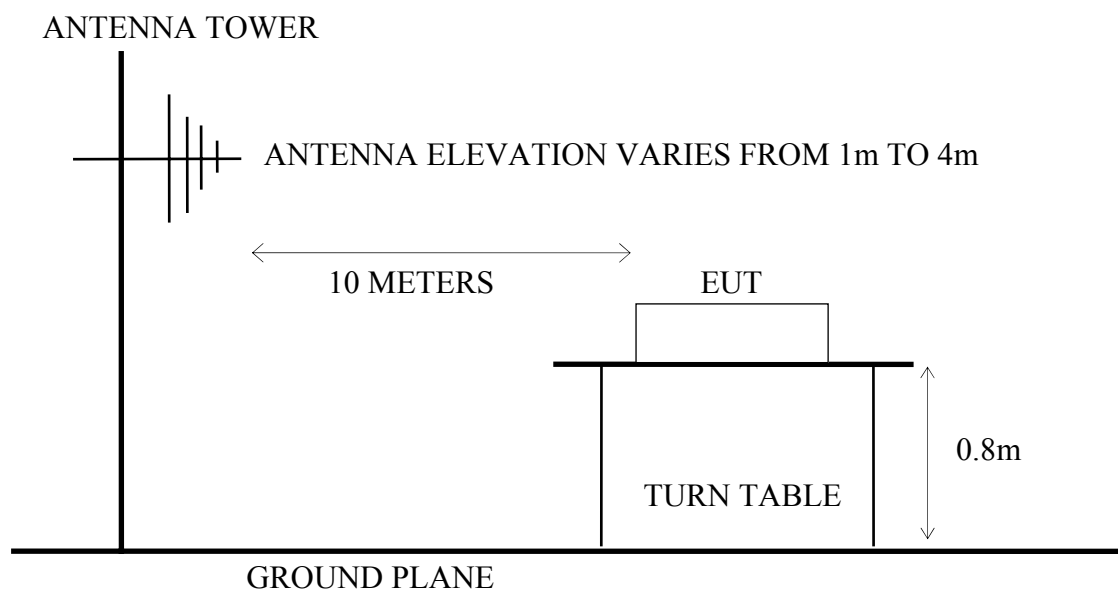 ANTENNA TOWER
ANTENNA ELEVATION VARIES FROM 1m TO 4m
10 METERS
EUT
0.8m
TURN TABLE
GROUND PLANE